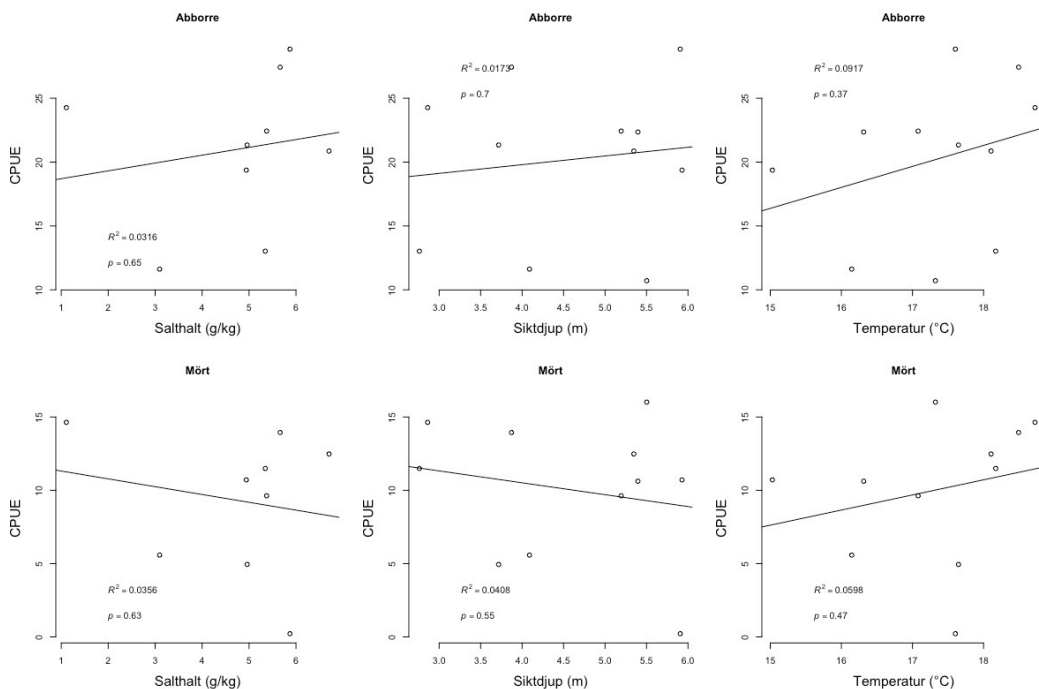 Abborre
CPUE
25
20
15
10
R² = 0.0316
p = 0.65
1 2 3 4 5 6
Salthalt (g/kg)
Abborre
CPUE
R² = 0.0173
p = 0.7
3.0 3.5 4.0 4.5 5.0 5.5 6.0
Siktdjup (m)
Abborre
CPUE
25
20
15
10
R² = 0.0917
p = 0.37
15 16 17 18
Temperatur (°C)
Mört
CPUE
15
10
5
0
R² = 0.0356
p = 0.63
1 2 3 4 5 6
Salthalt (g/kg)
Mört
CPUE
15
10
5
0
R² = 0.0408
p = 0.55
3.0 3.5 4.0 4.5 5.0 5.5 6.0
Siktdjup (m)
Mört
CPUE
15
10
5
0
R² = 0.0598
p = 0.47
15 16 17 18
Temperatur (°C)